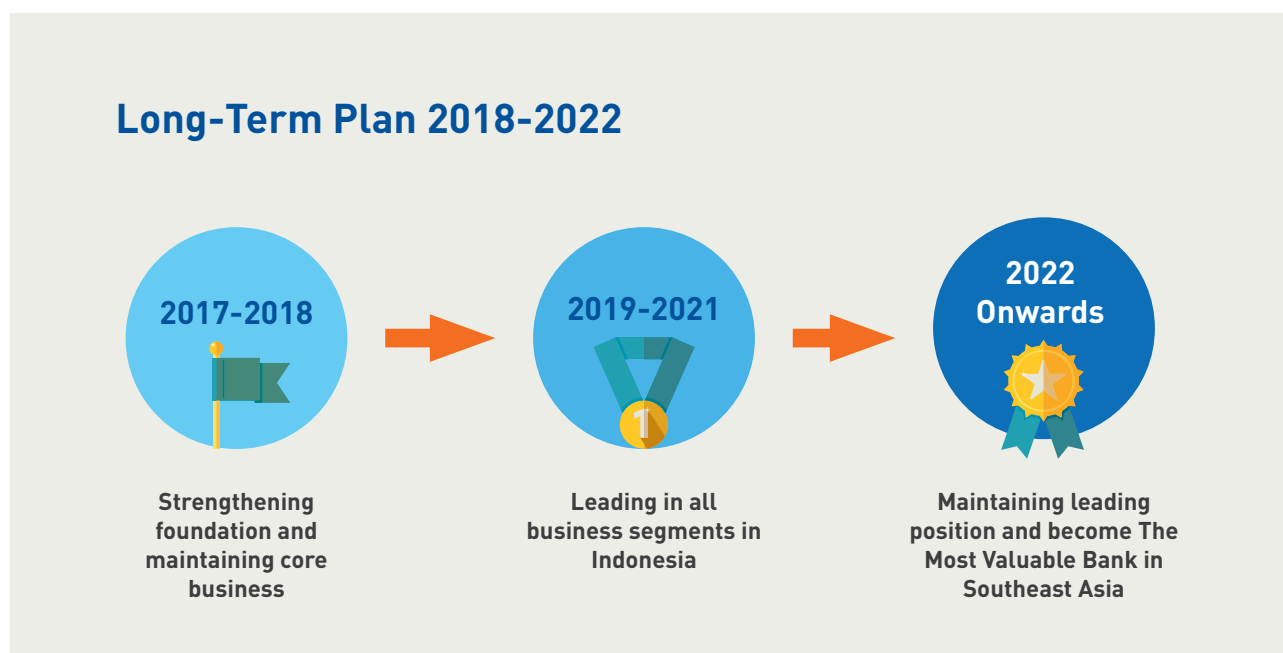 Long-Term Plan 2018-2022
2017-2018
Strengthening
foundation and
maintaining core
business
2019-2021
1
Leading in all
business segments in
Indonesia
2022
Onwards
Maintaining leading
position and become The
Most Valuable Bank in
Southeast Asia